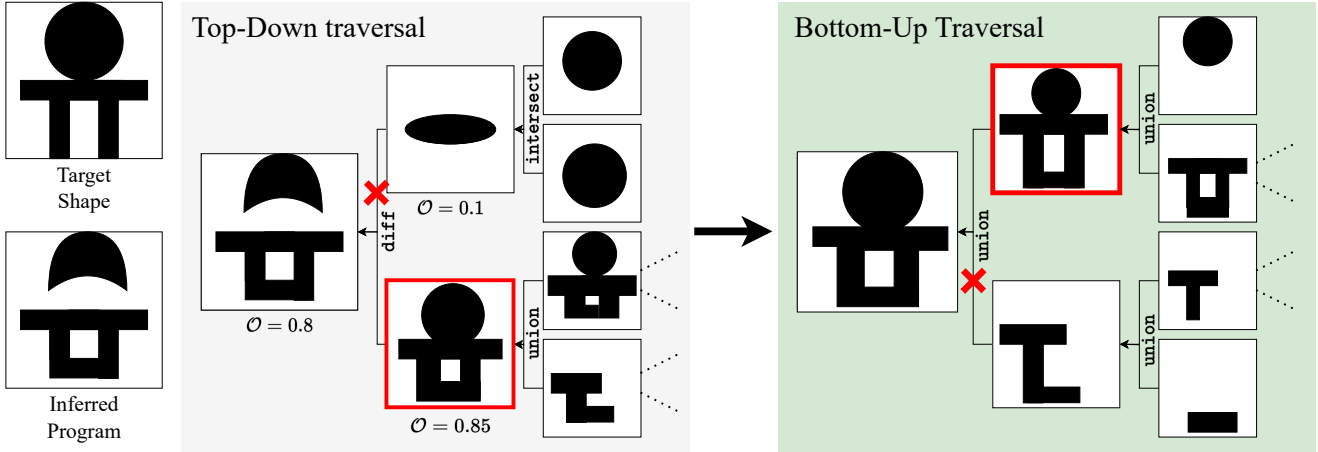 Target
Shape
Inferred
Program
Top-Down traversal
intersect
𝒪 = 0.1
diff
𝒪 = 0.8
union
𝒪 = 0.85
Bottom-Up Traversal
union
union
union